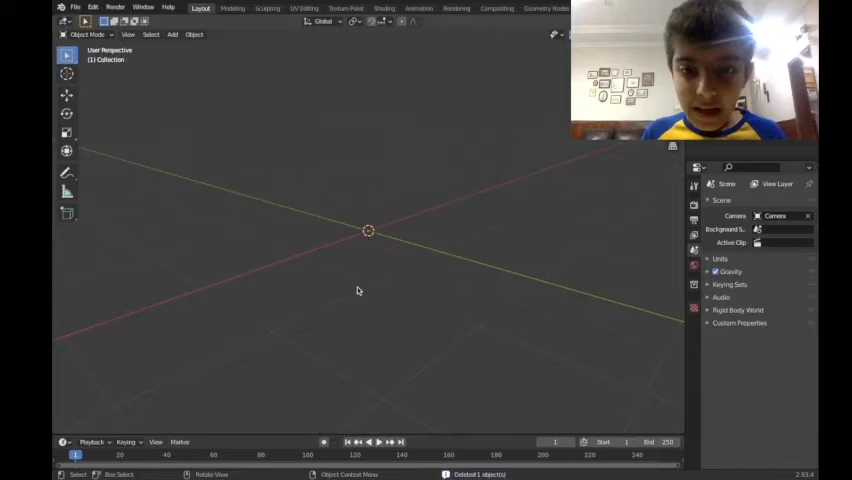 File Edit Render Window Help Layout Modeling Sculpting UV Editing Texture Paint Shading Animation Rendering Compositing Geometry Nodes
Global
Object Mode View Select Add Object
User Perspective
(1) Collection
Scene View Layer
Scene
Camera Camera
Background S..
Active Clip
Units
Gravity
Keying Sets
Audio
Rigid Body World
Custom Properties
Playback Keying View Marker 1 Start 1 End 250
1 20 40 60 80 100 120 140 160 180 200 220 240
Select Box Select Rotate View Object Context Menu Deleted 1 object(s) 2.93.4